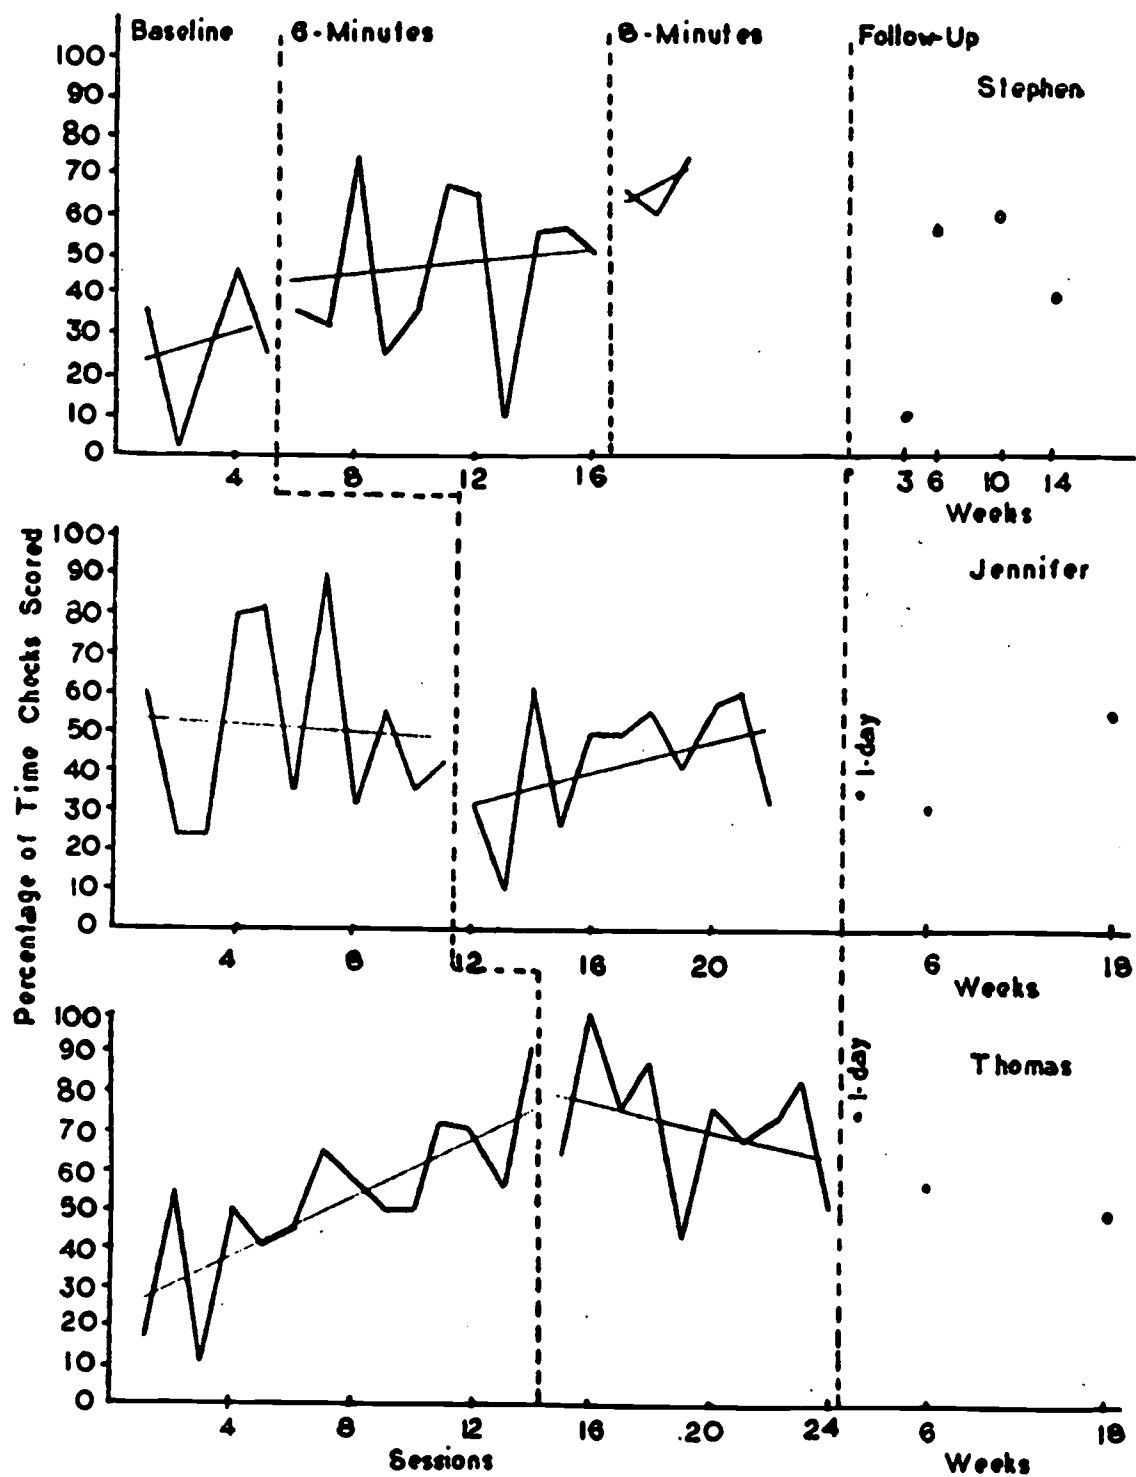 Baseline 6-Minutes 8-Minutes Follow-Up
Stephen
100
90
80
70
60
50
40
30
20
10
0
4 8 12 16 3 6 10 14
Weeks
Percentage of Time Checks Scored
Jennifer
100
90
80
70
60
50
40
30
20
10
0
1-day
4 8 12 16 20 6 18
Weeks
Thomas
100
90
80
70
60
50
40
30
20
10
0
1-day
4 8 12 16 20 24 6 18
Sessions Weeks